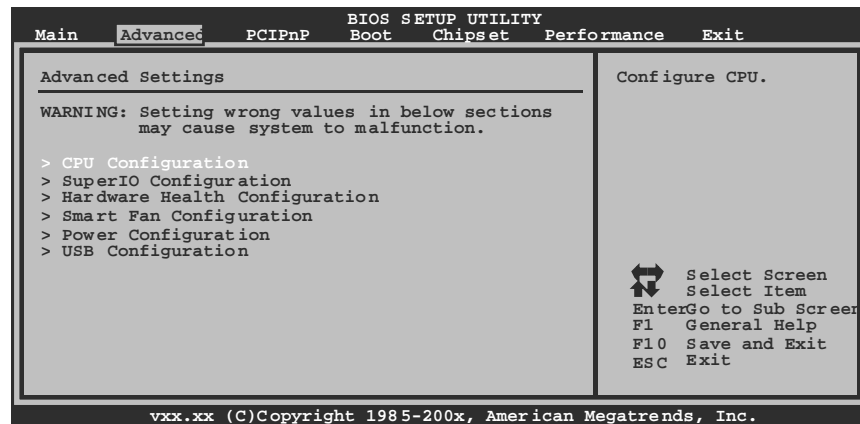 BIOS SETUP UTILITY
Main Advanced PCIPnP Boot Chipset Performance Exit
Advanced Settings
WARNING: Setting wrong values in below sections
may cause system to malfunction.
> CPU Configuration
> SuperIO Configuration
> Hardware Health Configuration
> Smart Fan Configuration
> Power Configuration
> USB Configuration
Configure CPU.
Select Screen
Select Item
Enter Go to Sub Screen
F1 General Help
F10 Save and Exit
ESC Exit
vxx.xx (C)Copyright 1985-200x, American Megatrends, Inc.